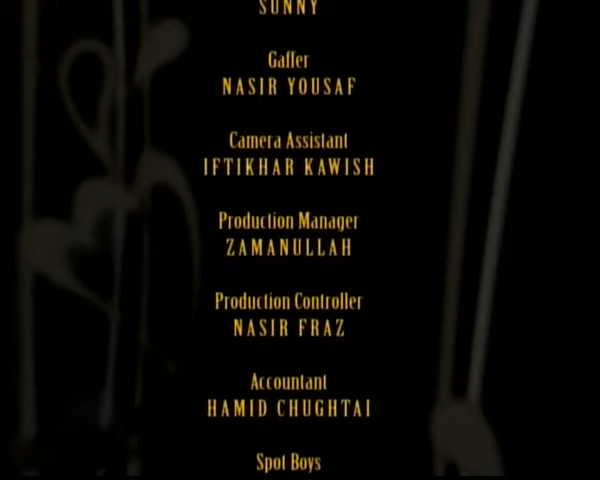 SUNNY
Gaffer
NASIR YOUSAF
Camera Assistant
IFTIKHAR KAWISH
Production Manager
ZAMANULLAH
Production Controller
NASIR FRAZ
Accountant
HAMID CHUGHTAI
Spot Boys